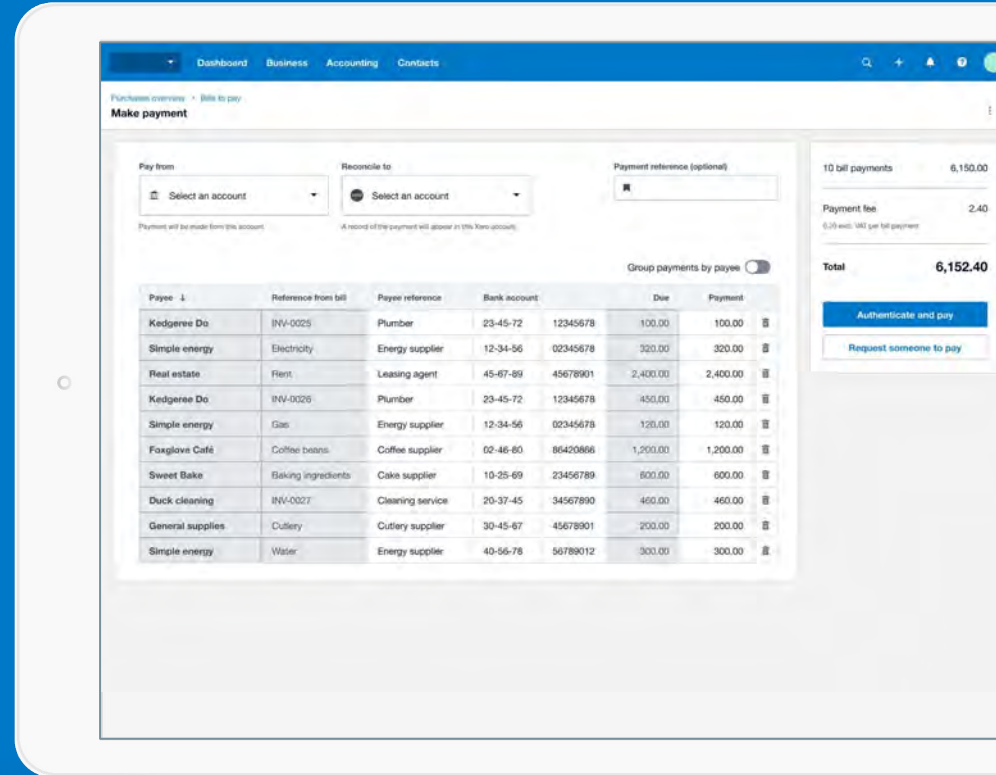 Dashboard Business Accounting Contacts
Purchases overview › Bills to pay
Make payment
Pay from
Reconcile to
Payment reference (optional)
Select an account
Select an account
Payment will be made from this account
A record of the payment will appear in this Xero account
Group payments by payee
Payee ↓ Reference from bill Payee reference Bank account Due Payment
Kedgeree Do INV-0025 Plumber 23-45-72 12345678 100.00 100.00
Simple energy Electricity Energy supplier 12-34-56 02345678 320.00 320.00
Real estate Rent Leasing agent 45-67-89 45678901 2,400.00 2,400.00
Kedgeree Do INV-0026 Plumber 23-45-72 12345678 450.00 450.00
Simple energy Gas Energy supplier 12-34-56 02345678 120.00 120.00
Foxglove Café Coffee beans Coffee supplier 02-46-80 86420866 1,200.00 1,200.00
Sweet Bake Baking ingredients Cake supplier 10-25-69 23456789 600.00 600.00
Duck cleaning INV-0027 Cleaning service 20-37-45 34567890 460.00 460.00
General supplies Cutlery Cutlery supplier 30-45-67 45678901 200.00 200.00
Simple energy Water Energy supplier 40-56-78 56789012 300.00 300.00
10 bill payments 6,150.00
Payment fee 2.40
excl. VAT per bill payment
Total 6,152.40
Authenticate and pay
Request someone to pay